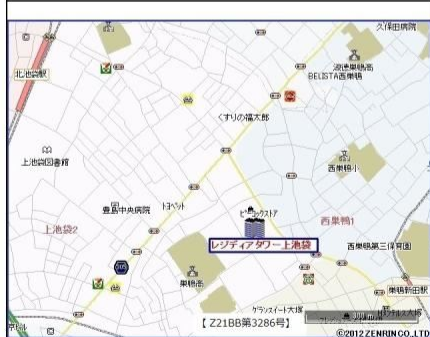 久保田病院
北池袋駅
淑徳巣鴨高
BELISTA西巣鴨
くすりの福太郎
上池袋図書館
西巣鴨小
豊島中央病院
トヨペット
ピーコックストア
上池袋2
西巣鴨1
レジディアタワー上池袋
西巣鴨第三保育園
305
巣鴨高
巣鴨新田駅
グランスイート大塚
【Z21BB第3286号】
©2012 ZENRIN CO.,LTD